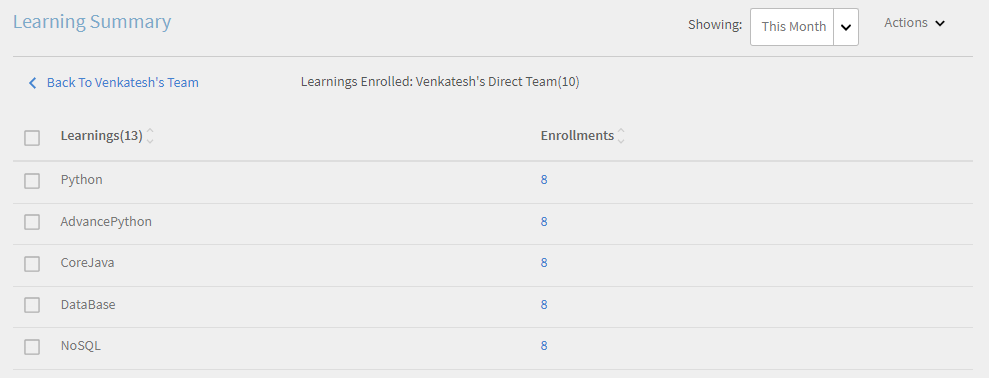 Learning Summary
Showing: This Month Actions
Back To Venkatesh's Team Learnings Enrolled: Venkatesh's Direct Team(10)
Learnings(13) Enrollments
Python 8
AdvancePython 8
CoreJava 8
DataBase 8
NoSQL 8